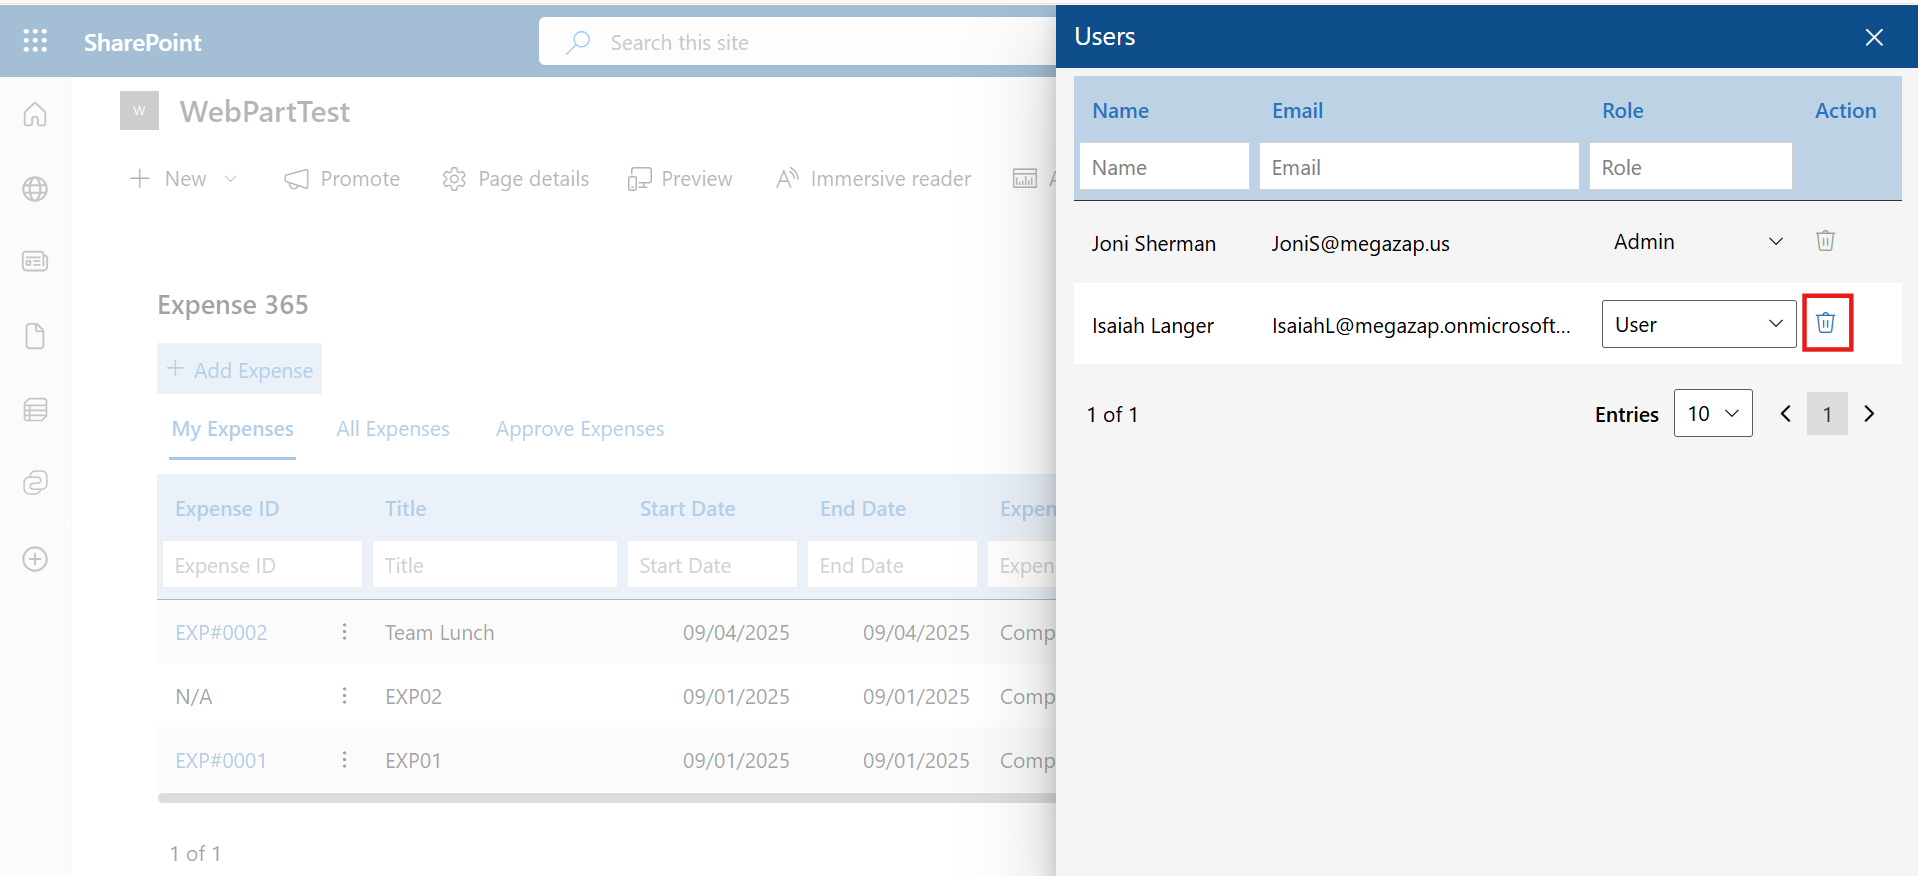 SharePoint
Search this site
W
WebPartTest
New
Promote
Page details
Preview
Immersive reader
A
Expense 365
Add Expense
My Expenses
All Expenses
Approve Expenses
Expense ID
Title
Start Date
End Date
Expen
Expense ID
Title
Start Date
End Date
Expen
EXP#0002
Team Lunch
09/04/2025
09/04/2025
Comp
N/A
EXP02
09/01/2025
09/01/2025
Comp
EXP#0001
EXP01
09/01/2025
09/01/2025
Comp
1 of 1
Users
Name
Email
Role
Action
Name
Email
Role
Joni Sherman
JoniS@megazap.us
Admin
Isaiah Langer
IsaiahL@megazap.onmicrosoft...
User
1 of 1
Entries
10
1